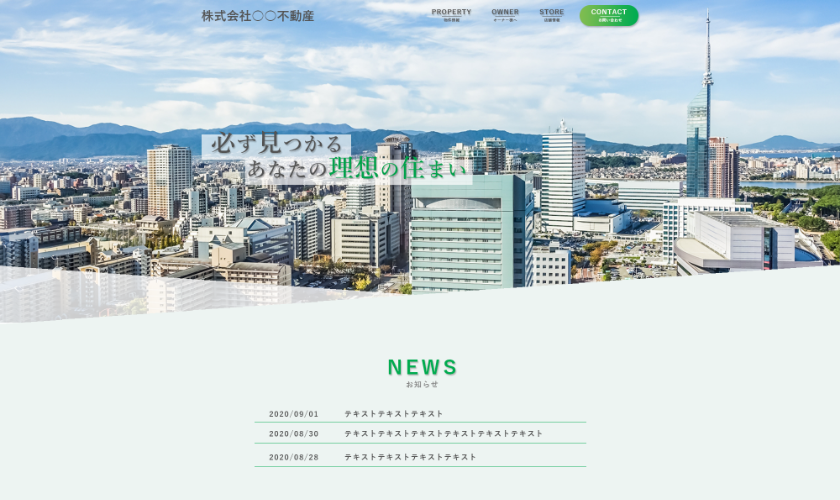 株式会社○○不動産
PROPERTY
物件情報
OWNER
オーナー様へ
STORE
店舗情報
CONTACT
お問い合わせ
必ず見つかる
あなたの理想の住まい
NEWS
お知らせ
2020/09/01 テキストテキストテキスト
2020/08/30 テキストテキストテキストテキストテキストテキスト
2020/08/28 テキストテキストテキストテキスト